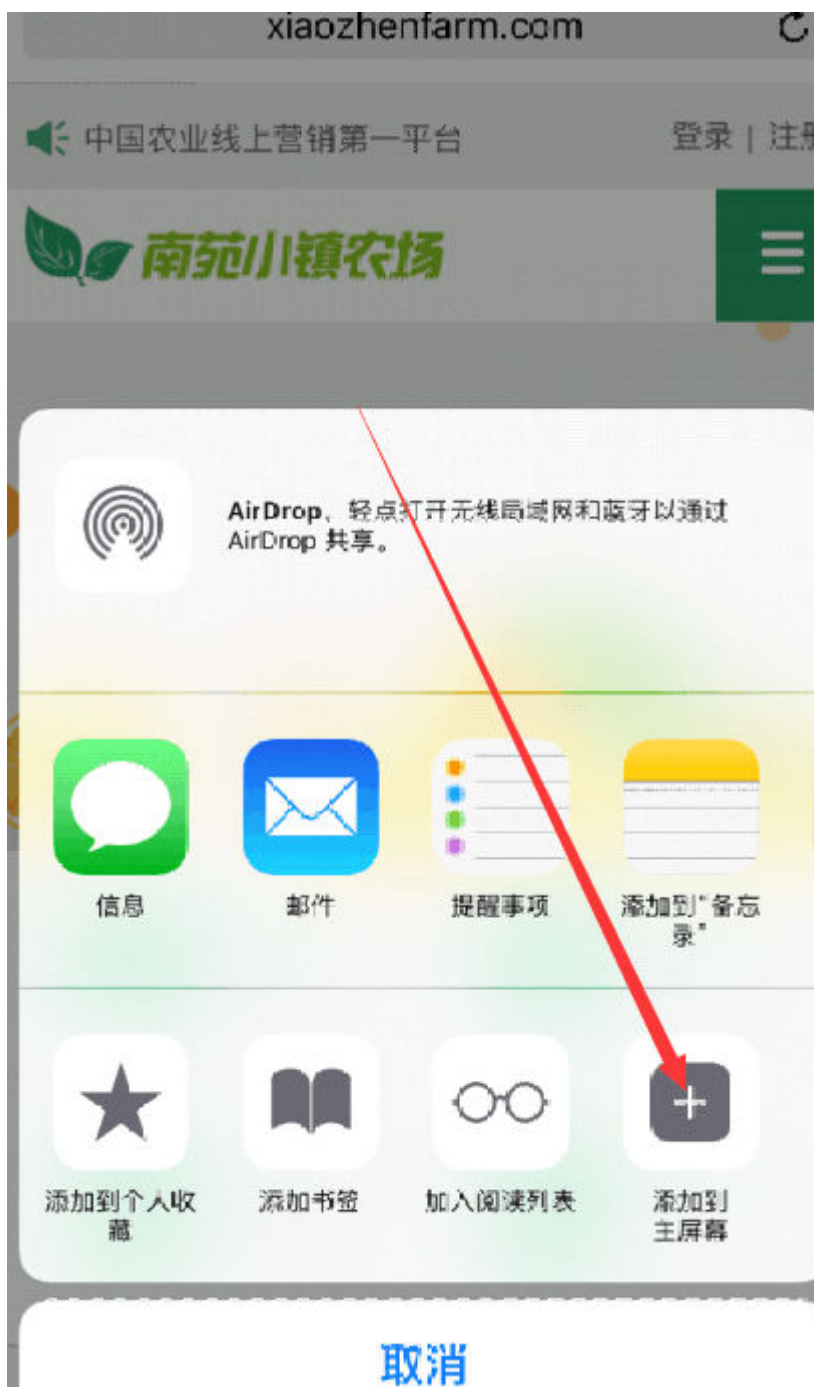 xiaozhenfarm.com
中国农业线上营销第一平台
登录 | 注册
南苑小镇农场
AirDrop、轻点打开无线局域网和蓝牙以通过
AirDrop 共享。
信息
邮件
提醒事项
添加到“备忘
录”
添加到个人收
藏
添加书签
加入阅读列表
添加到
主屏幕
取消